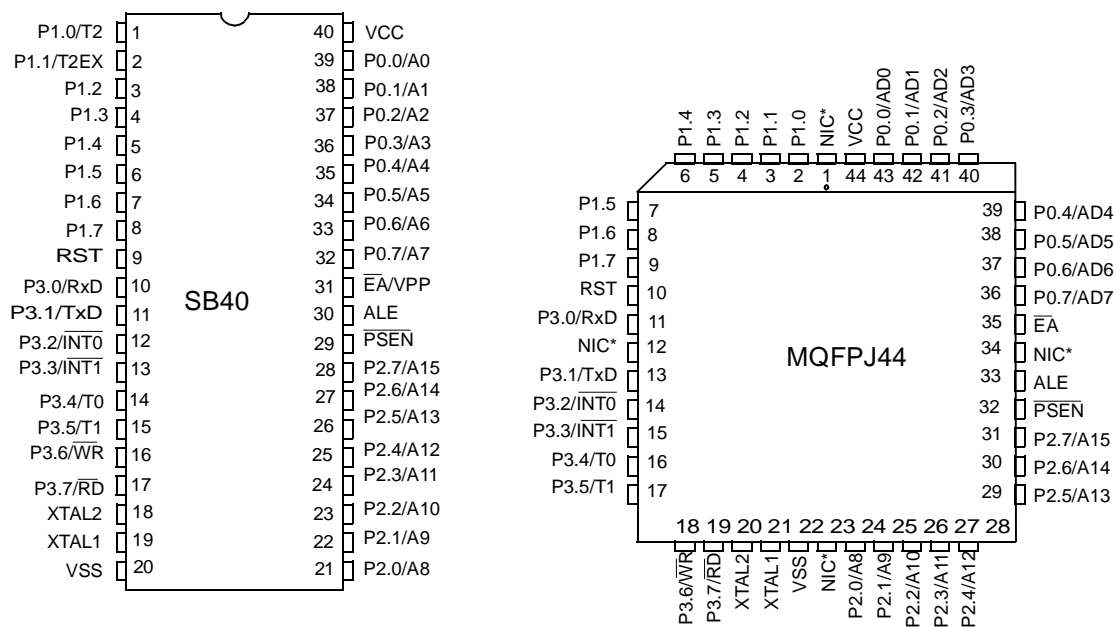 P1.0/T2 1 40 VCC
P1.1/T2EX 2 39 P0.0/A0
P1.2 3 38 P0.1/A1
P1.3 4 37 P0.2/A2
P1.4 5 36 P0.3/A3
P1.5 6 35 P0.4/A4
P1.6 7 34 P0.5/A5
P1.7 8 33 P0.6/A6
RST 9 32 P0.7/A7
P3.0/RxD 10 31 EA/VPP
SB40
P3.1/TxD 11 30 ALE
P3.2/INT0 12 29 PSEN
P3.3/INT1 13 28 P2.7/A15
P3.4/T0 14 27 P2.6/A14
P3.5/T1 15 26 P2.5/A13
P3.6/WR 16 25 P2.4/A12
P3.7/RD 17 24 P2.3/A11
XTAL2 18 23 P2.2/A10
XTAL1 19 22 P2.1/A9
VSS 20 21 P2.0/A8
P1.4 P1.3 P1.2 P1.1 P1.0 NIC* VCC P0.0/AD0 P0.1/AD1 P0.2/AD2 P0.3/AD3
6 5 4 3 2 1 44 43 42 41 40
P1.5 7 39 P0.4/AD4
P1.6 8 38 P0.5/AD5
P1.7 9 37 P0.6/AD6
RST 10 36 P0.7/AD7
P3.0/RxD 11 35 EA
NIC* 12 34 NIC*
MQFPJ44
P3.1/TxD 13 33 ALE
P3.2/INT0 14 32 PSEN
P3.3/INT1 15 31 P2.7/A15
P3.4/T0 16 30 P2.6/A14
P3.5/T1 17 29 P2.5/A13
18 19 20 21 22 23 24 25 26 27 28
P3.6/WR P3.7/RD XTAL2 XTAL1 VSS NIC* P2.0/A8 P2.1/A9 P2.2/A10 P2.3/A11 P2.4/A12